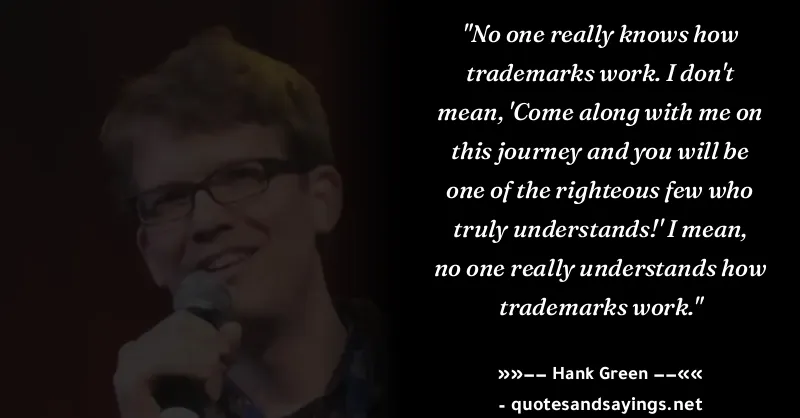 "No one really knows how
trademarks work. I don't
mean, 'Come along with me on
this journey and you will be
one of the righteous few who
truly understands!' I mean,
no one really understands how
trademarks work."
»»–– Hank Green ––««
- quotesandsayings.net